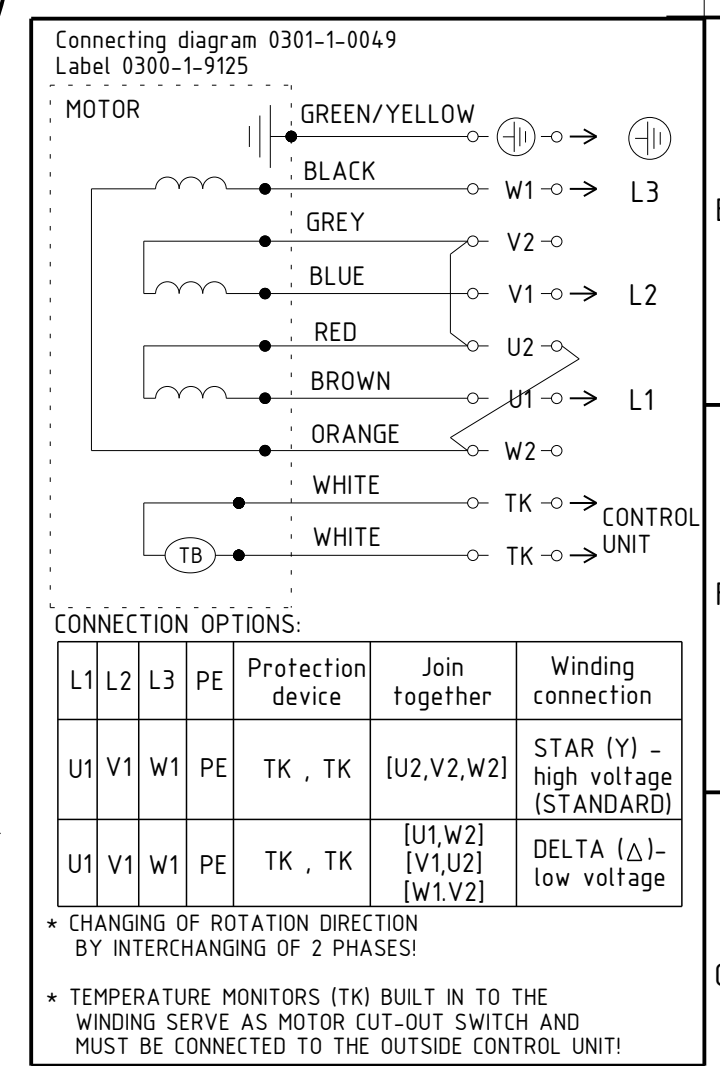 Connecting diagram 0301-1-0049
Label 0300-1-9125
MOTOR
GREEN/YELLOW
BLACK
W1
L3
GREY
V2
BLUE
V1
L2
RED
U2
BROWN
U1
L1
ORANGE
W2
WHITE
TK
CONTROL
UNIT
WHITE
TK
TB
CONNECTION OPTIONS:
L1 L2 L3 PE Protection device Join together Winding connection
U1 V1 W1 PE TK , TK [U2,V2,W2] STAR (Y) - high voltage (STANDARD)
U1 V1 W1 PE TK , TK [U1,W2] [V1,U2] [W1.V2] DELTA (△)- low voltage
* CHANGING OF ROTATION DIRECTION
BY INTERCHANGING OF 2 PHASES!
* TEMPERATURE MONITORS (TK) BUILT IN TO THE
WINDING SERVE AS MOTOR CUT-OUT SWITCH AND
MUST BE CONNECTED TO THE OUTSIDE CONTROL UNIT!